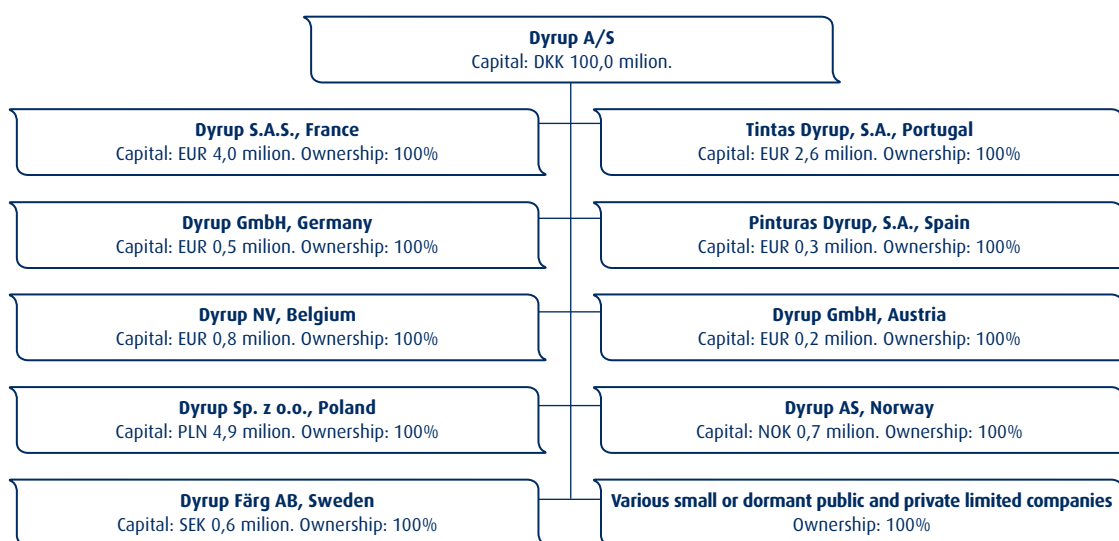 Dyrup A/S
Capital: DKK 100,0 milion.
Dyrup S.A.S., France
Capital: EUR 4,0 milion. Ownership: 100%
Tintas Dyrup, S.A., Portugal
Capital: EUR 2,6 milion. Ownership: 100%
Dyrup GmbH, Germany
Capital: EUR 0,5 milion. Ownership: 100%
Pinturas Dyrup, S.A., Spain
Capital: EUR 0,3 milion. Ownership: 100%
Dyrup NV, Belgium
Capital: EUR 0,8 milion. Ownership: 100%
Dyrup GmbH, Austria
Capital: EUR 0,2 milion. Ownership: 100%
Dyrup Sp. z o.o., Poland
Capital: PLN 4,9 milion. Ownership: 100%
Dyrup AS, Norway
Capital: NOK 0,7 milion. Ownership: 100%
Dyrup Färg AB, Sweden
Capital: SEK 0,6 milion. Ownership: 100%
Various small or dormant public and private limited companies
Ownership: 100%